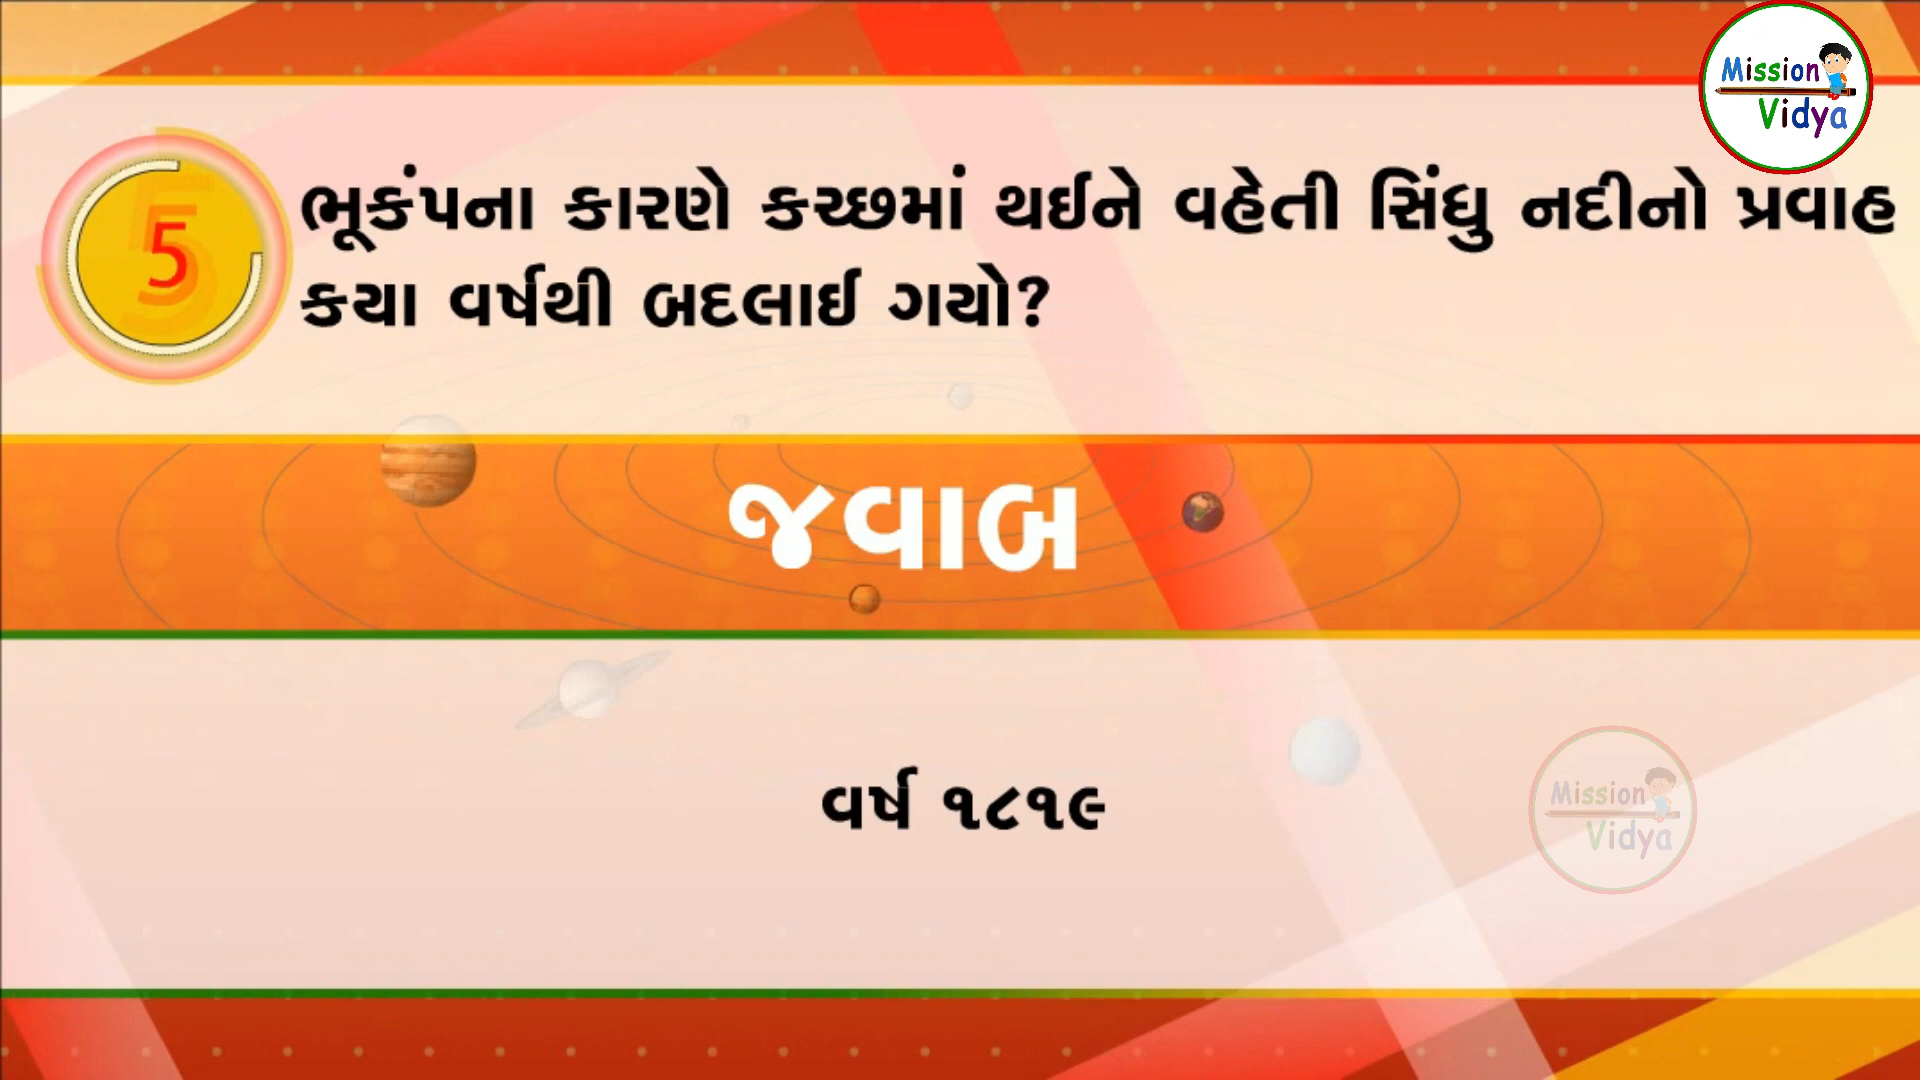 Mission
Vidya
5
ભૂકંપના કારણે કચ્છમાં થઈને વહેતી સિંધુ નદીનો પ્રવાહ
કયા વર્ષથી બદલાઈ ગયો?
જવાબ
વર્ષ ૧૮૧૯
Mission
Vidya